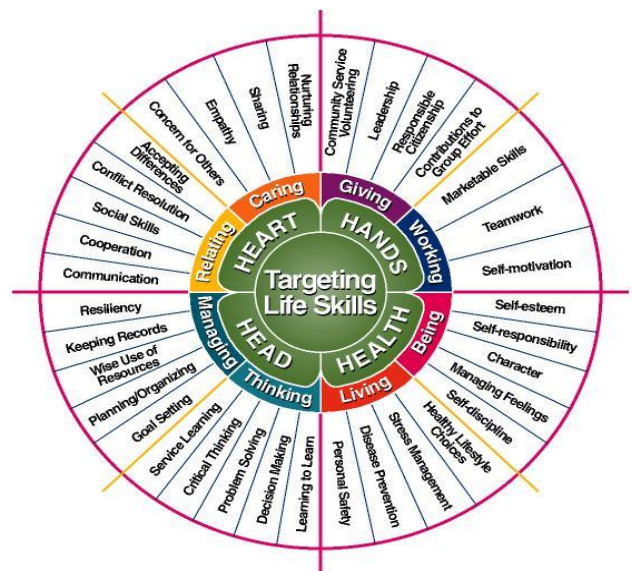 Targeting
Life Skills
HEART
HANDS
HEALTH
HEAD
Relating
Caring
Giving
Working
Being
Living
Thinking
Managing
Communication
Cooperation
Social Skills
Conflict Resolution
Accepting
Differences
Concern for Others
Empathy
Sharing
Nurturing
Relationships
Community Service
Volunteering
Leadership
Responsible
Citizenship
Contributions to
Group Effort
Marketable Skills
Teamwork
Self-motivation
Self-esteem
Self-responsibility
Character
Managing Feelings
Self-discipline
Healthy Lifestyle
Choices
Stress Management
Disease Prevention
Personal Safety
Learning to Learn
Decision Making
Problem Solving
Critical Thinking
Service Learning
Goal Setting
Planning/Organizing
Wise Use of
Resources
Keeping Records
Resiliency